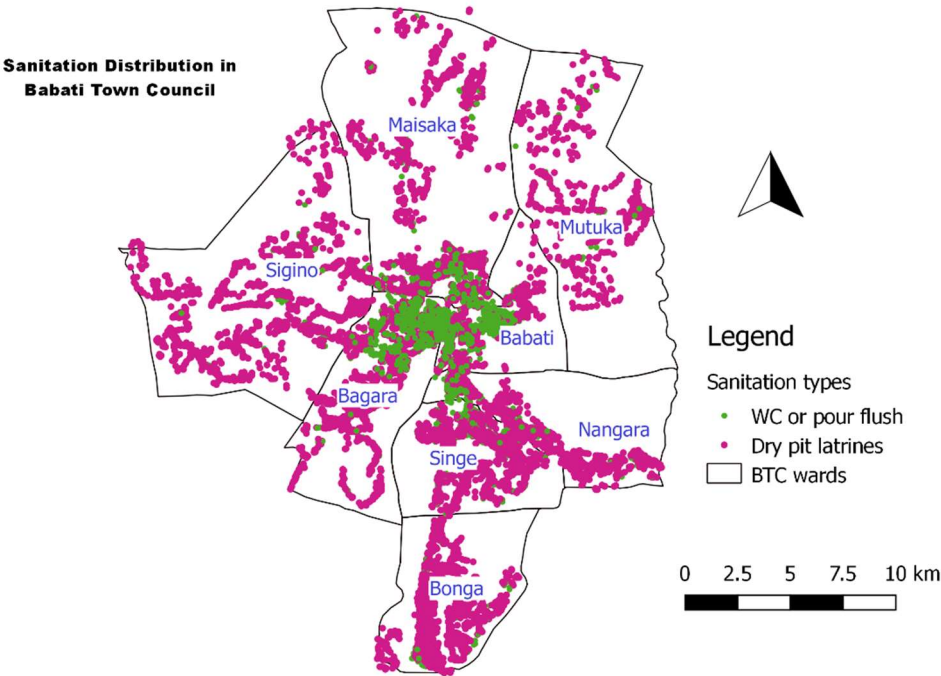 Sanitation Distribution in
Babati Town Council
Maisaka
Mutuka
Sigino
Babati
Bagara
Nangara
Singe
Bonga
Legend
Sanitation types
WC or pour flush
Dry pit latrines
BTC wards
0 2.5 5 7.5 10 km